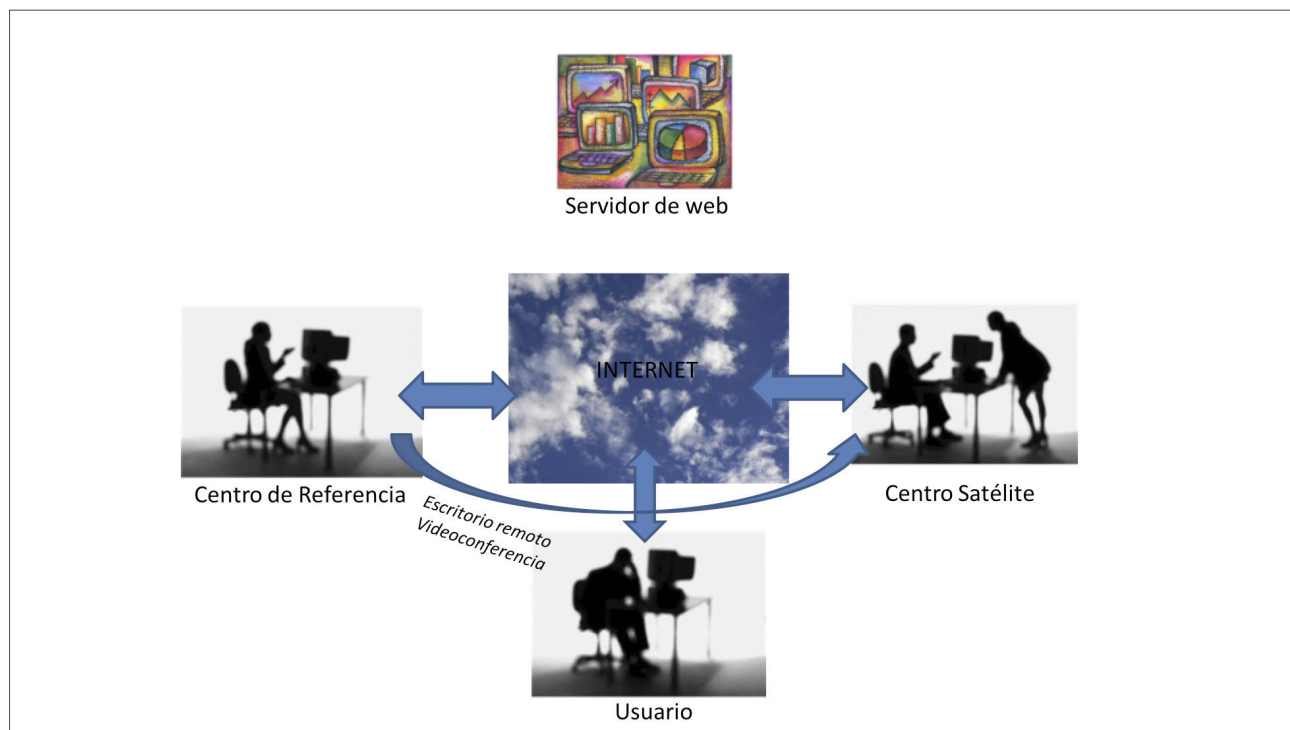 Servidor de web
INTERNET
Centro de Referencia
Centro Satélite
Escritorio remoto
Videoconferencia
Usuario